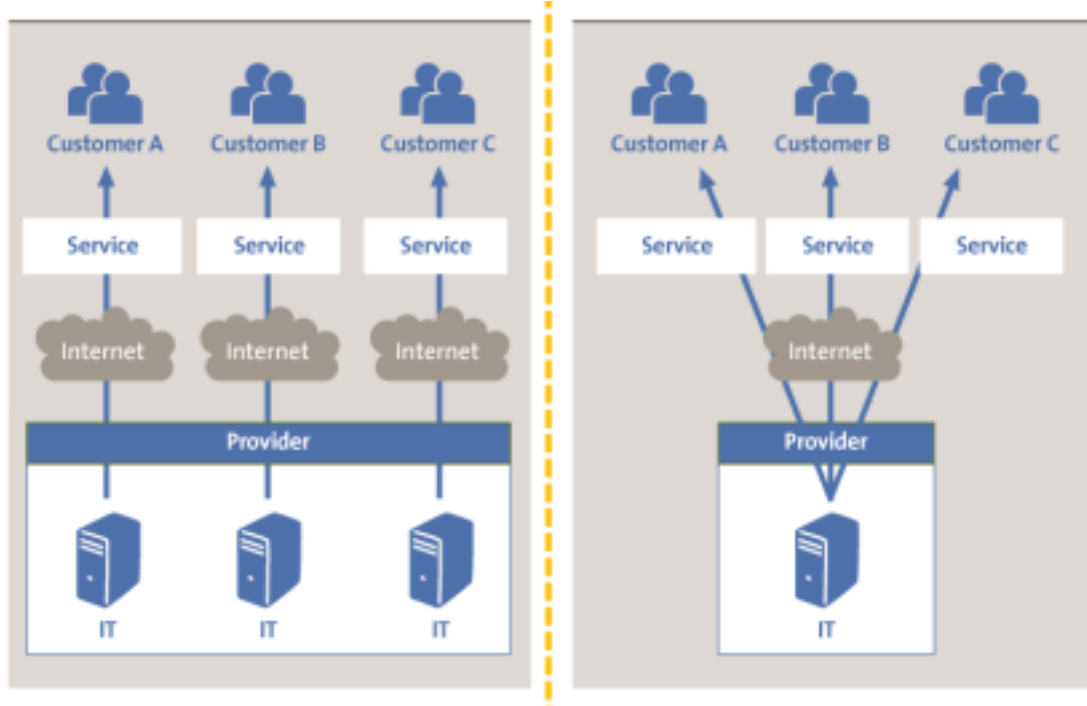 Customer A
Customer B
Customer C
Service
Service
Service
Internet
Internet
Internet
Provider
IT
IT
IT
Customer A
Customer B
Customer C
Service
Service
Service
Internet
Provider
IT